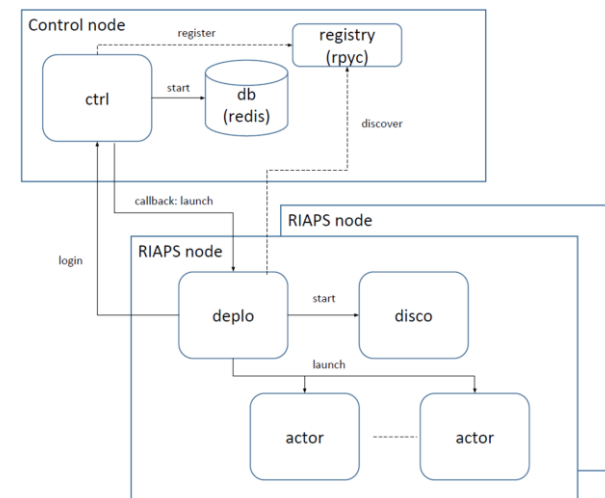 Control node
register
registry
(rpyc)
ctrl
start
db
(redis)
discover
callback: launch
RIAPS node
RIAPS node
login
deplo
start
disco
launch
actor
actor